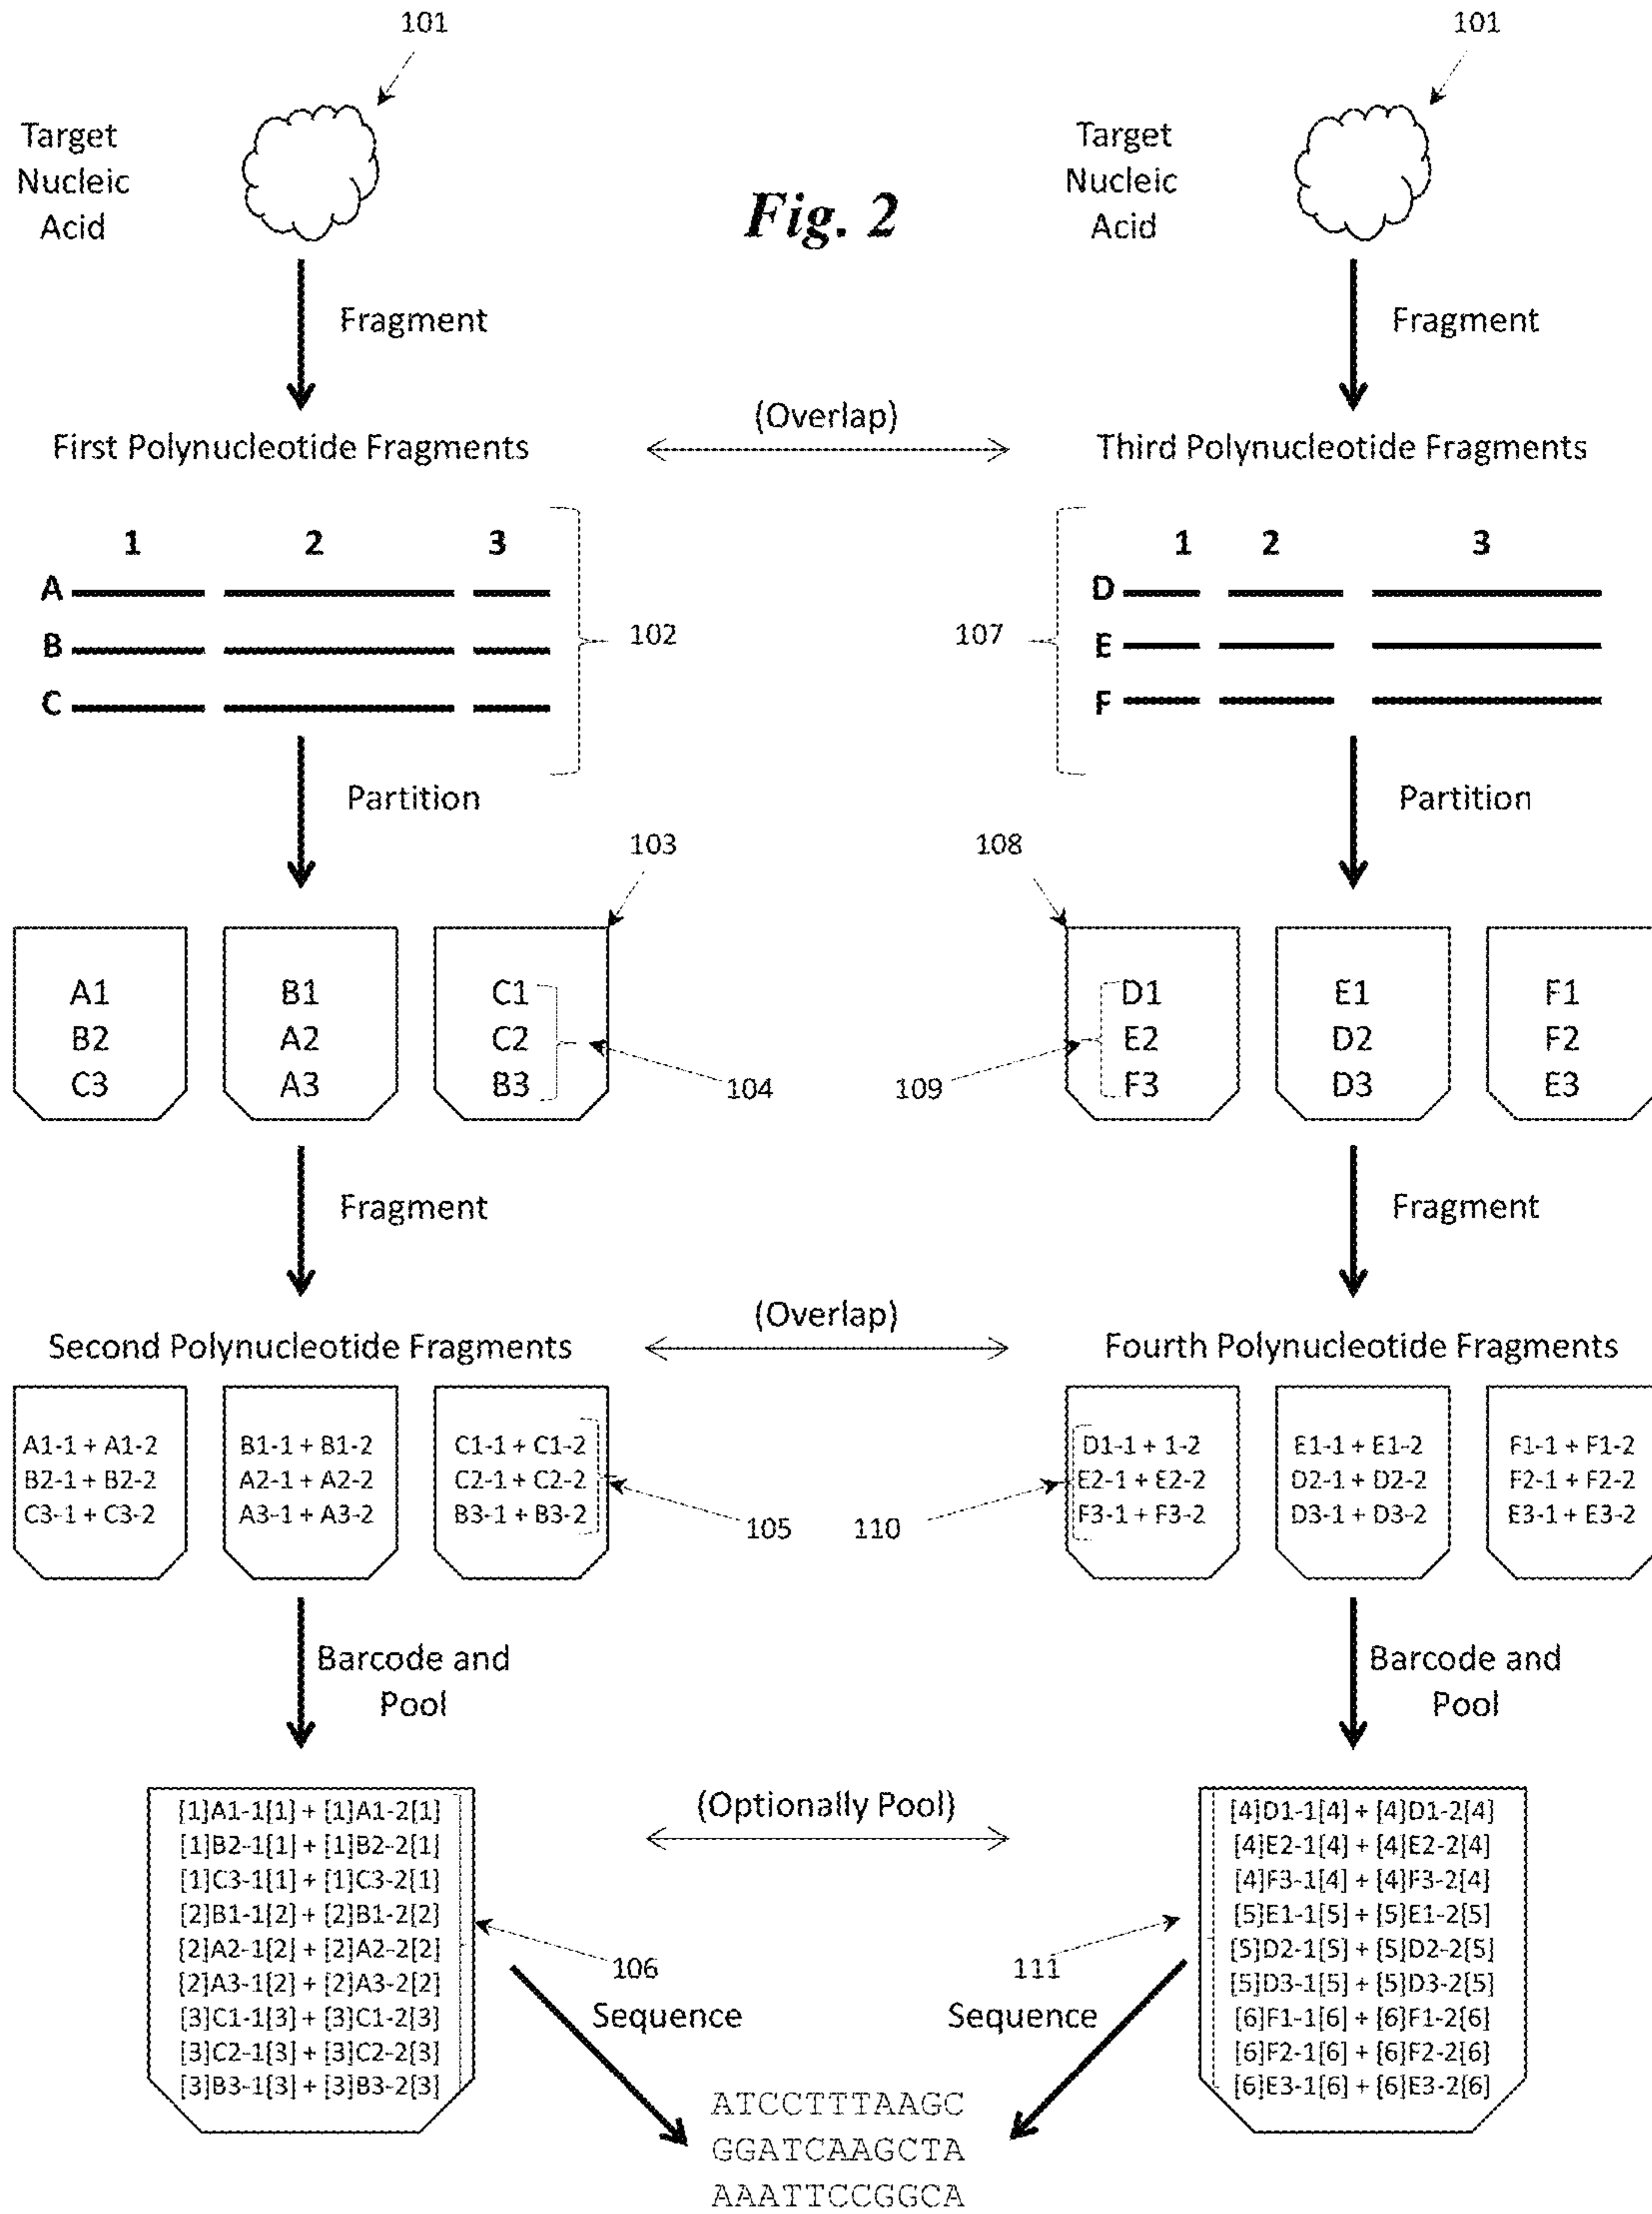 101
101
Target
Nucleic
Acid
Fig. 2
Target
Nucleic
Acid
Fragment
Fragment
(Overlap)
First Polynucleotide Fragments
Third Polynucleotide Fragments
1 2 3
1 2 3
A
B
C
102
107
D
E
F
Partition
Partition
103
108
A1
B2
C3
B1
A2
A3
C1
C2
B3
104
109
D1
E2
F3
E1
D2
D3
F1
F2
E3
Fragment
Fragment
(Overlap)
Second Polynucleotide Fragments
Fourth Polynucleotide Fragments
A1-1 + A1-2
B2-1 + B2-2
C3-1 + C3-2
B1-1 + B1-2
A2-1 + A2-2
A3-1 + A3-2
C1-1 + C1-2
C2-1 + C2-2
B3-1 + B3-2
105
110
D1-1 + 1-2
E2-1 + E2-2
F3-1 + F3-2
E1-1 + E1-2
D2-1 + D2-2
D3-1 + D3-2
F1-1 + F1-2
F2-1 + F2-2
E3-1 + E3-2
Barcode and
Pool
Barcode and
Pool
(Optionally Pool)
[1]A1-1[1] + [1]A1-2[1]
[1]B2-1[1] + [1]B2-2[1]
[1]C3-1[1] + [1]C3-2[1]
[2]B1-1[2] + [2]B1-2[2]
[2]A2-1[2] + [2]A2-2[2]
[2]A3-1[2] + [2]A3-2[2]
[3]C1-1[3] + [3]C1-2[3]
[3]C2-1[3] + [3]C2-2[3]
[3]B3-1[3] + [3]B3-2[3]
106
Sequence
111
Sequence
[4]D1-1[4] + [4]D1-2[4]
[4]E2-1[4] + [4]E2-2[4]
[4]F3-1[4] + [4]F3-2[4]
[5]E1-1[5] + [5]E1-2[5]
[5]D2-1[5] + [5]D2-2[5]
[5]D3-1[5] + [5]D3-2[5]
[6]F1-1[6] + [6]F1-2[6]
[6]F2-1[6] + [6]F2-2[6]
[6]E3-1[6] + [6]E3-2[6]
ATCCTTTAAGC
GGATCAAGCTA
AAATTCCGGCA